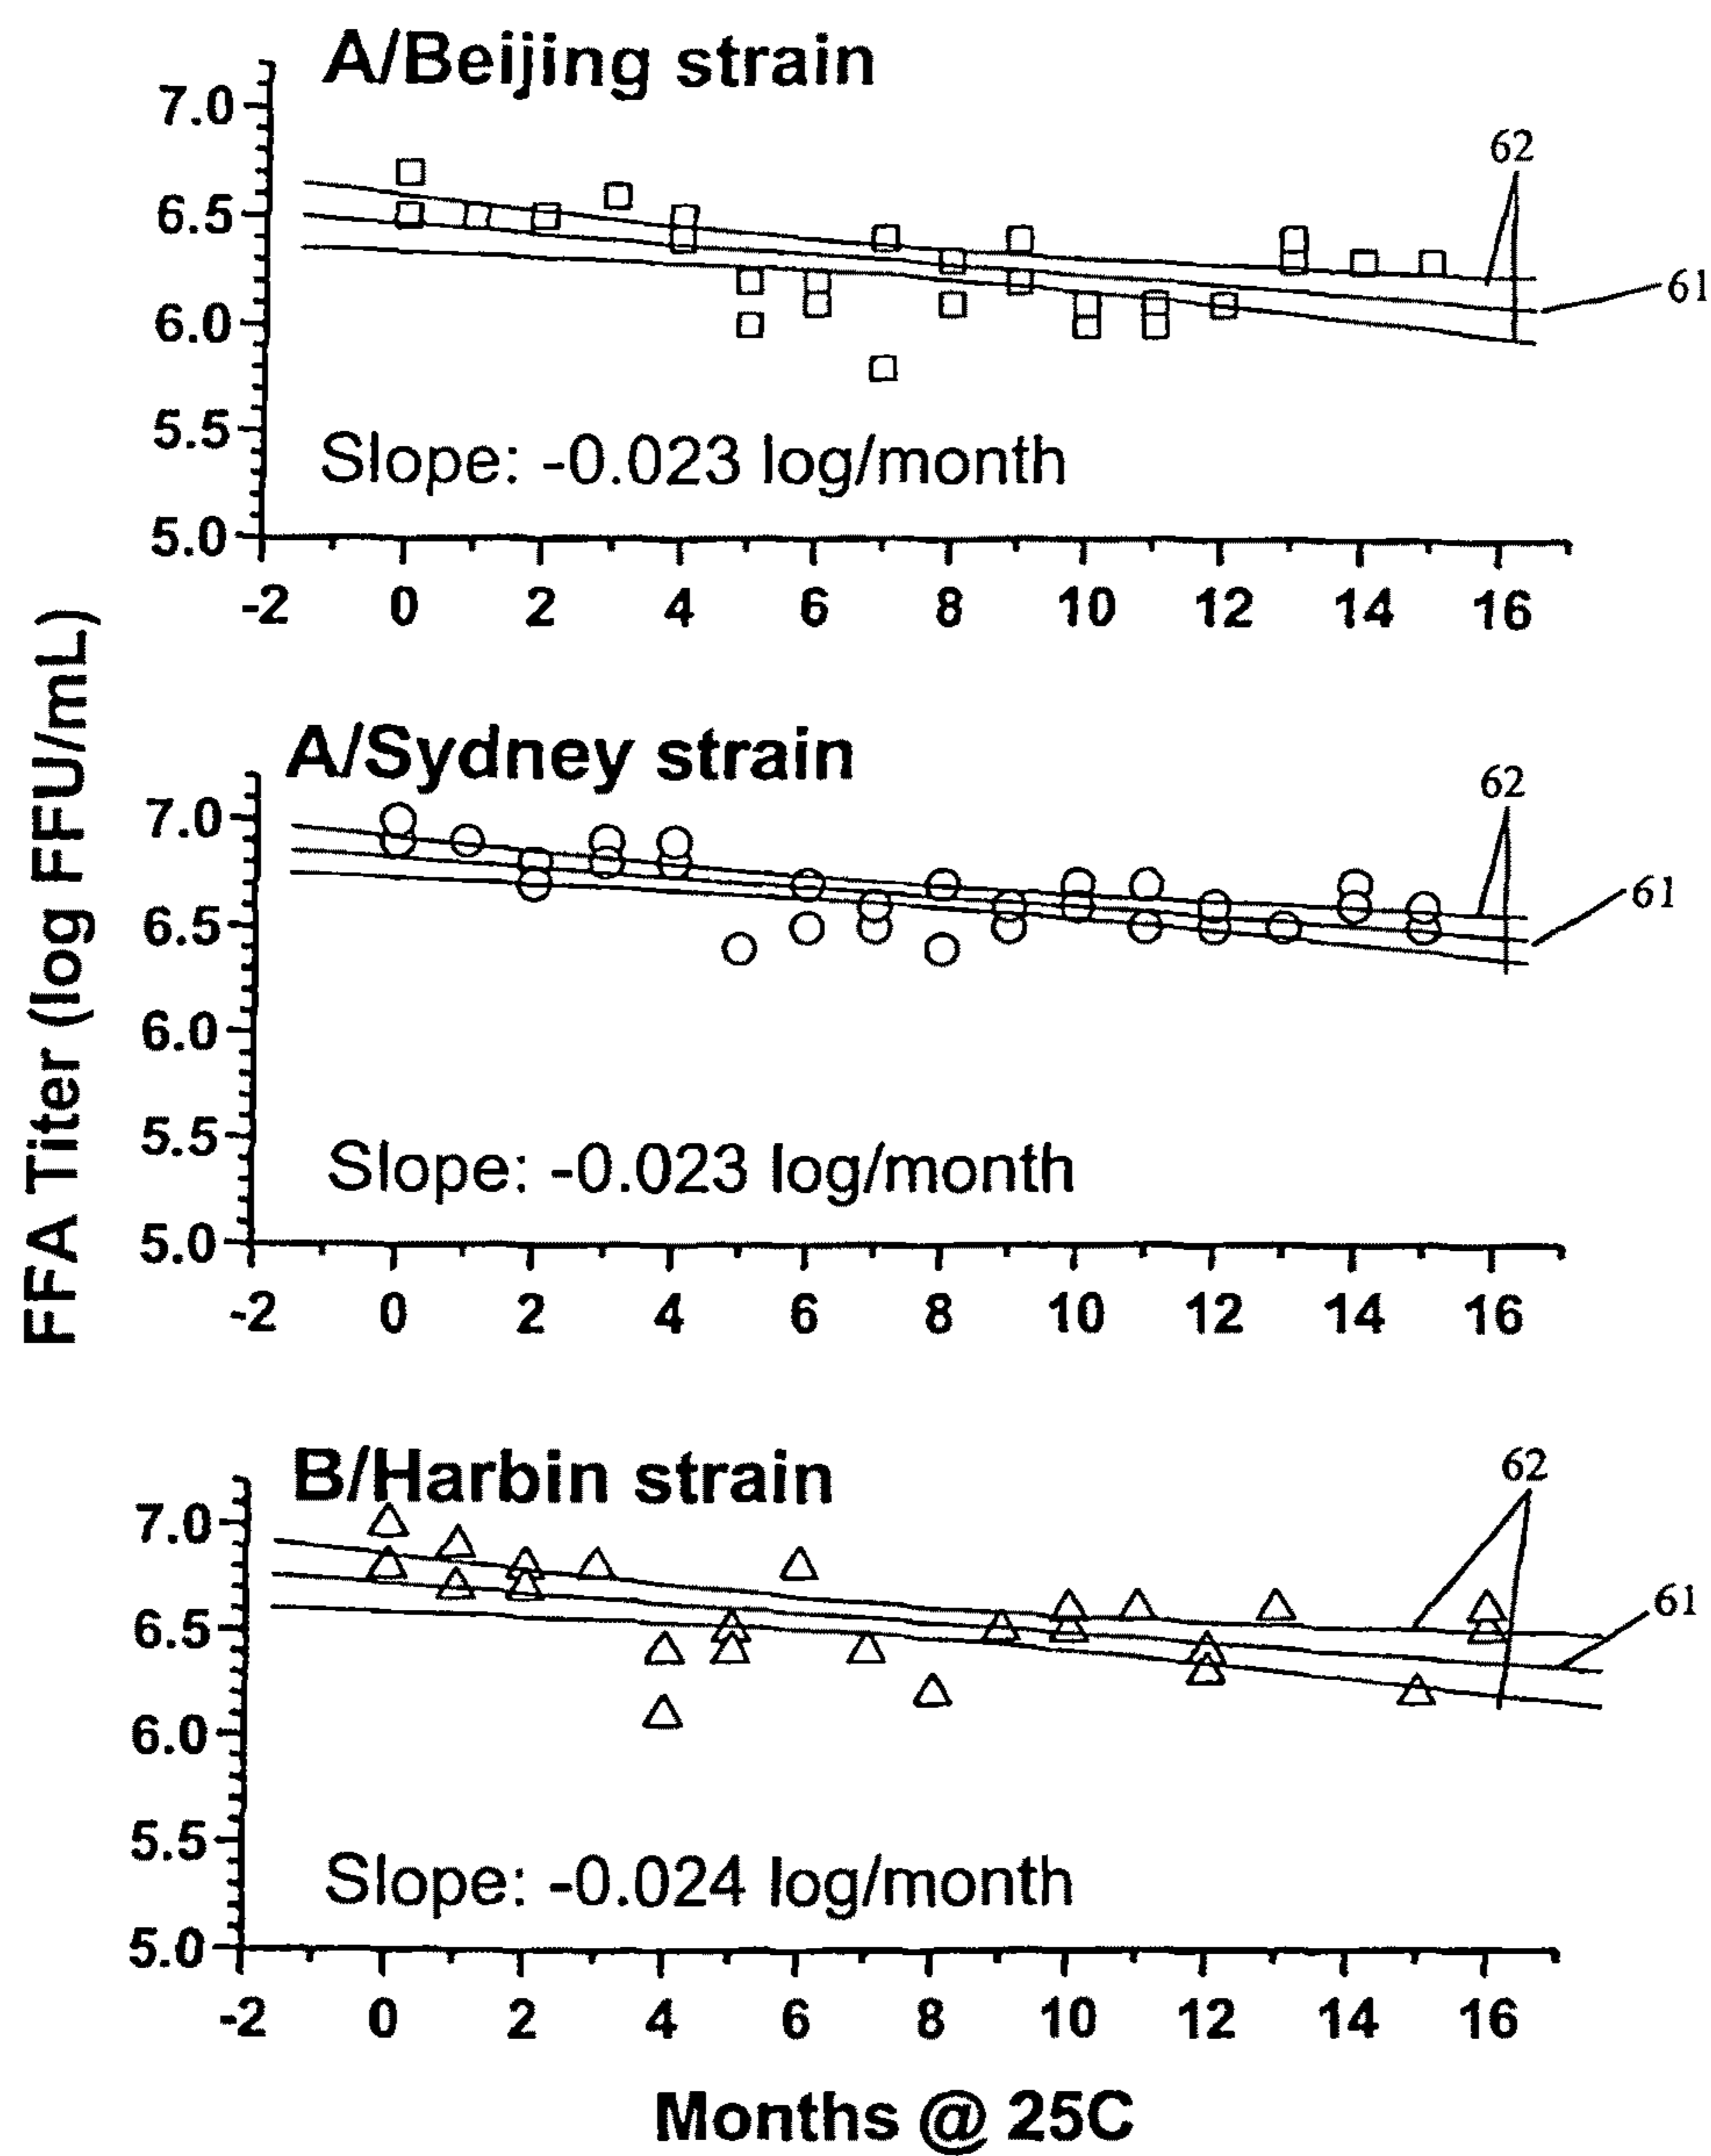 A/Beijing strain
7.0
6.5
6.0
5.5
5.0
62
61
Slope: -0.023 log/month
-2 0 2 4 6 8 10 12 14 16
FFA Titer (log FFU/mL)
A/Sydney strain
7.0
6.5
6.0
5.5
5.0
62
61
Slope: -0.023 log/month
-2 0 2 4 6 8 10 12 14 16
B/Harbin strain
7.0
6.5
6.0
5.5
5.0
62
61
Slope: -0.024 log/month
-2 0 2 4 6 8 10 12 14 16
Months @ 25C